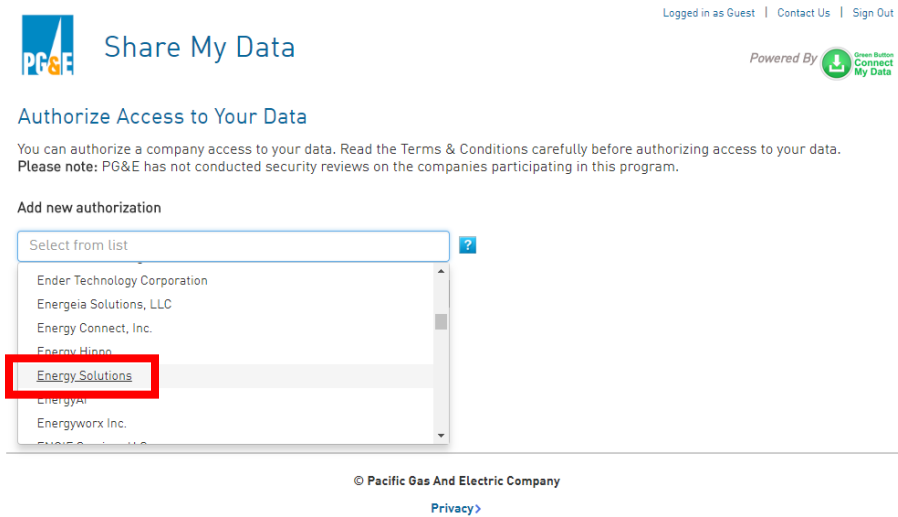 Logged in as Guest | Contact Us | Sign Out
PG&E
Share My Data
Powered By
Green Button
Connect
My Data
Authorize Access to Your Data
You can authorize a company access to your data. Read the Terms & Conditions carefully before authorizing access to your data.
Please note: PG&E has not conducted security reviews on the companies participating in this program.
Add new authorization
Select from list
?
Ender Technology Corporation
Energeia Solutions, LLC
Energy Connect, Inc.
Energy Hippo
Energy Solutions
EnergyAI
Energyworx Inc.
© Pacific Gas And Electric Company
Privacy>